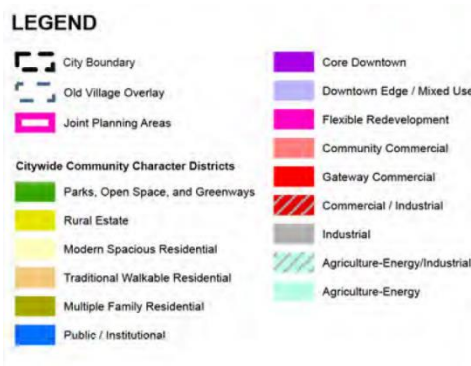 LEGEND
City Boundary
Old Village Overlay
Joint Planning Areas
Citywide Community Character Districts
Parks, Open Space, and Greenways
Rural Estate
Modern Spacious Residential
Traditional Walkable Residential
Multiple Family Residential
Public / Institutional
Core Downtown
Downtown Edge / Mixed Use
Flexible Redevelopment
Community Commercial
Gateway Commercial
Commercial / Industrial
Industrial
Agriculture-Energy/Industrial
Agriculture-Energy